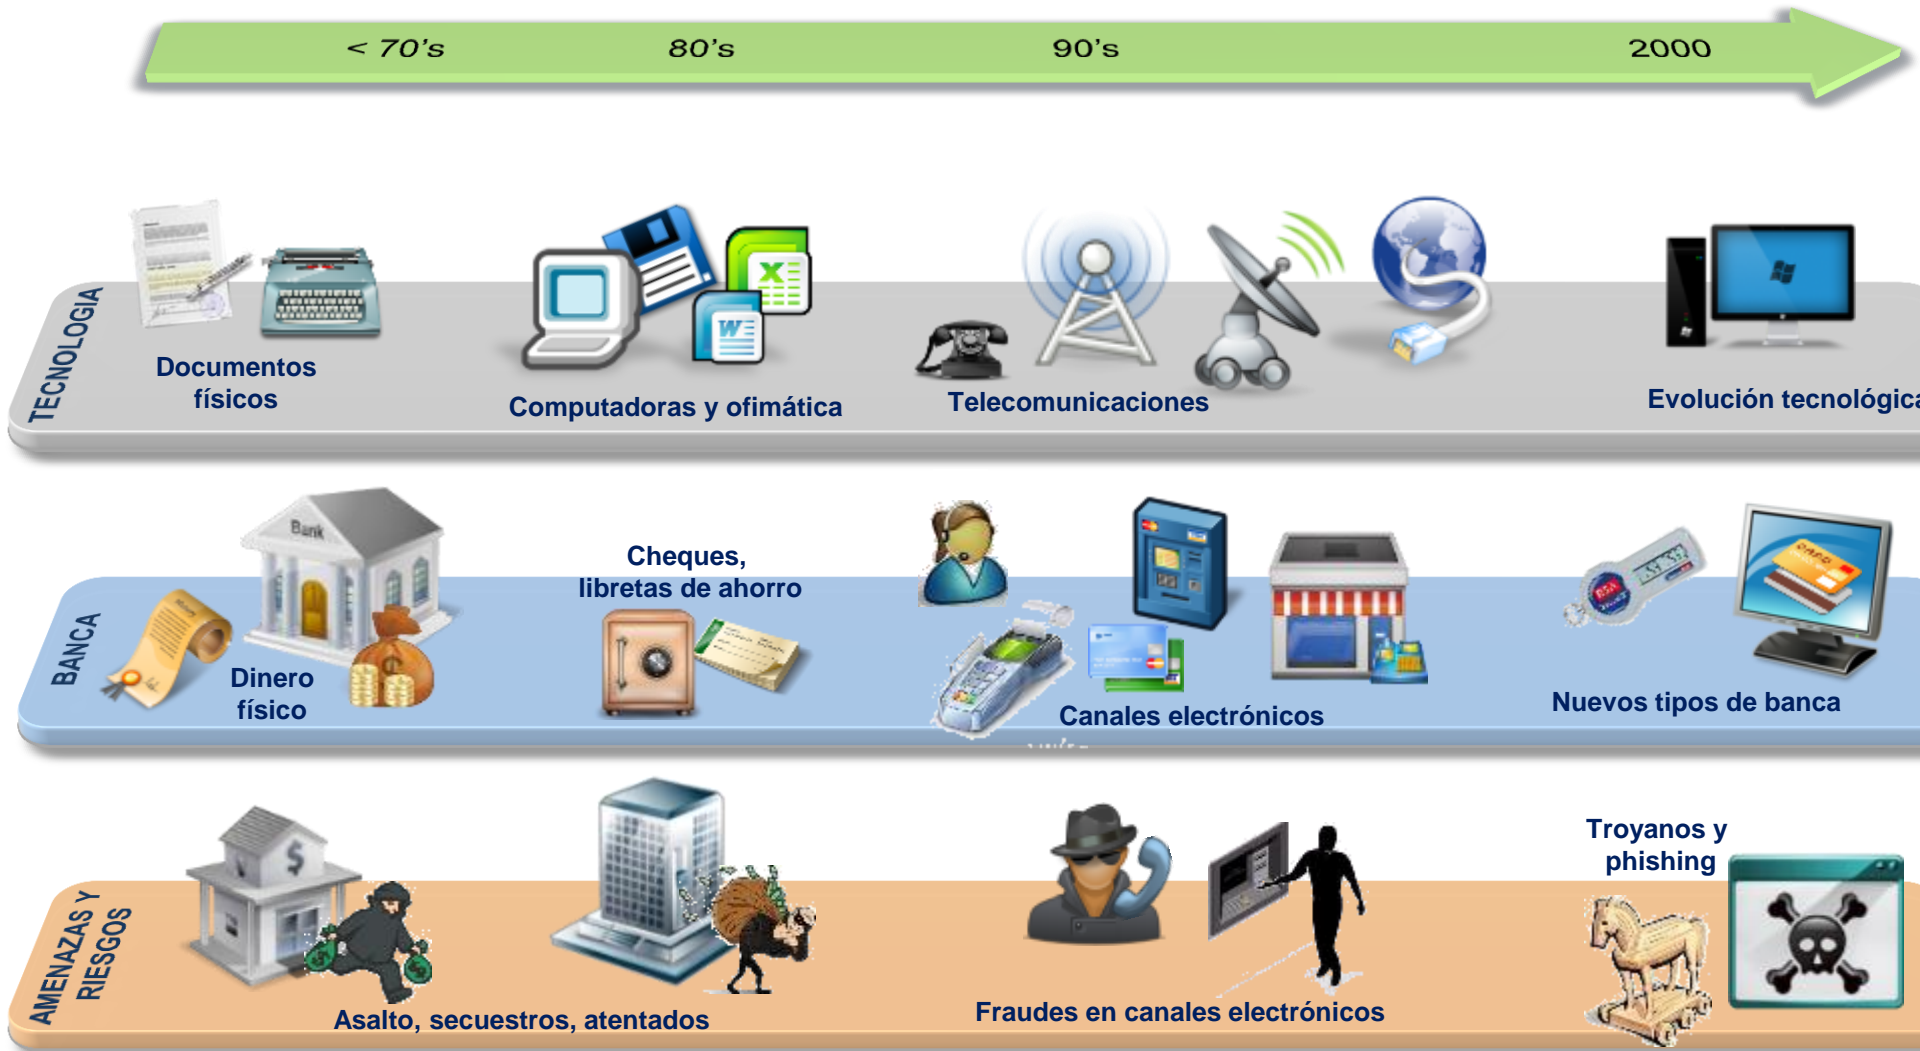 < 70's
80's
90's
2000
TECNOLOGIA
Documentos
físicos
Computadoras y ofimática
Telecomunicaciones
Evolución tecnológica
BANCA
Bank
Dinero
físico
Cheques,
libretas de ahorro
Canales electrónicos
RSA
Nuevos tipos de banca
AMENAZAS Y
RIESGOS
Asalto, secuestros, atentados
Fraudes en canales electrónicos
Troyanos y
phishing